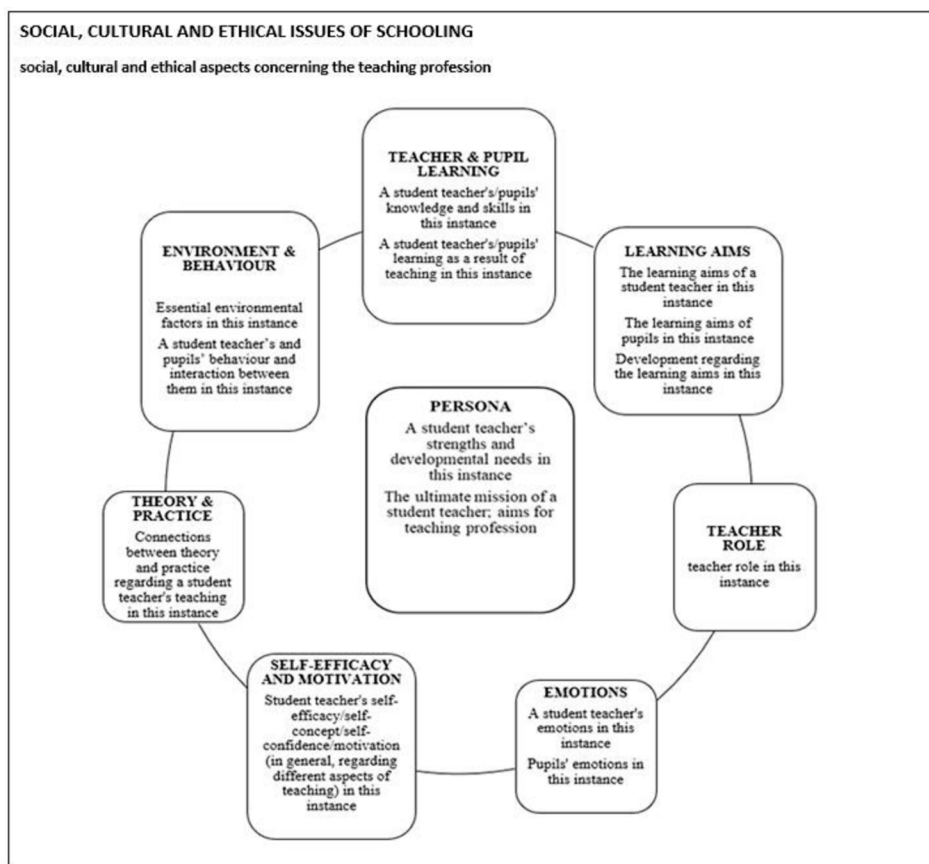 SOCIAL, CULTURAL AND ETHICAL ISSUES OF SCHOOLING
social, cultural and ethical aspects concerning the teaching profession
TEACHER & PUPIL
LEARNING
A student teacher's/pupils'
knowledge and skills in
this instance
A student teacher's/pupils'
learning as a result of
teaching in this instance
LEARNING AIMS
The learning aims of a
student teacher in this
instance
The learning aims of
pupils in this instance
Development regarding
the learning aims in this
instance
TEACHER
ROLE
teacher role in this
instance
EMOTIONS
A student teacher's
emotions in this
instance
Pupils' emotions in
this instance
SELF-EFFICACY
AND MOTIVATION
Student teacher's self-
efficacy/self-
concept/self-
confidence/motivation
(in general, regarding
different aspects of
teaching) in this
instance
THEORY &
PRACTICE
Connections
between theory
and practice
regarding a student
teacher's teaching
in this instance
ENVIRONMENT &
BEHAVIOUR
Essential environmental
factors in this instance
A student teacher's and
pupils' behaviour and
interaction between
them in this instance
PERSONA
A student teacher's
strengths and
developmental needs in
this instance
The ultimate mission of a
student teacher; aims for
teaching profession